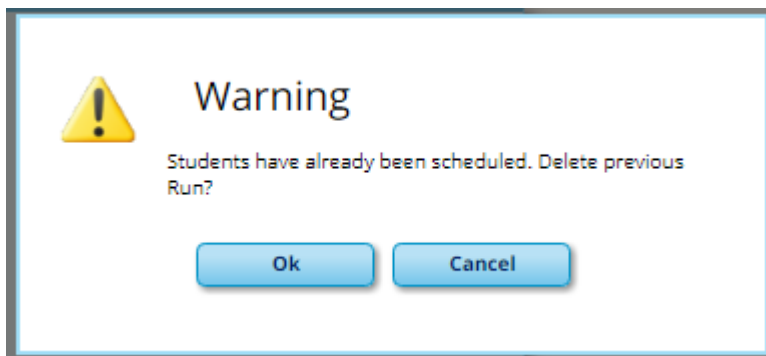 Warning
Students have already been scheduled. Delete previous
Run?
Ok
Cancel